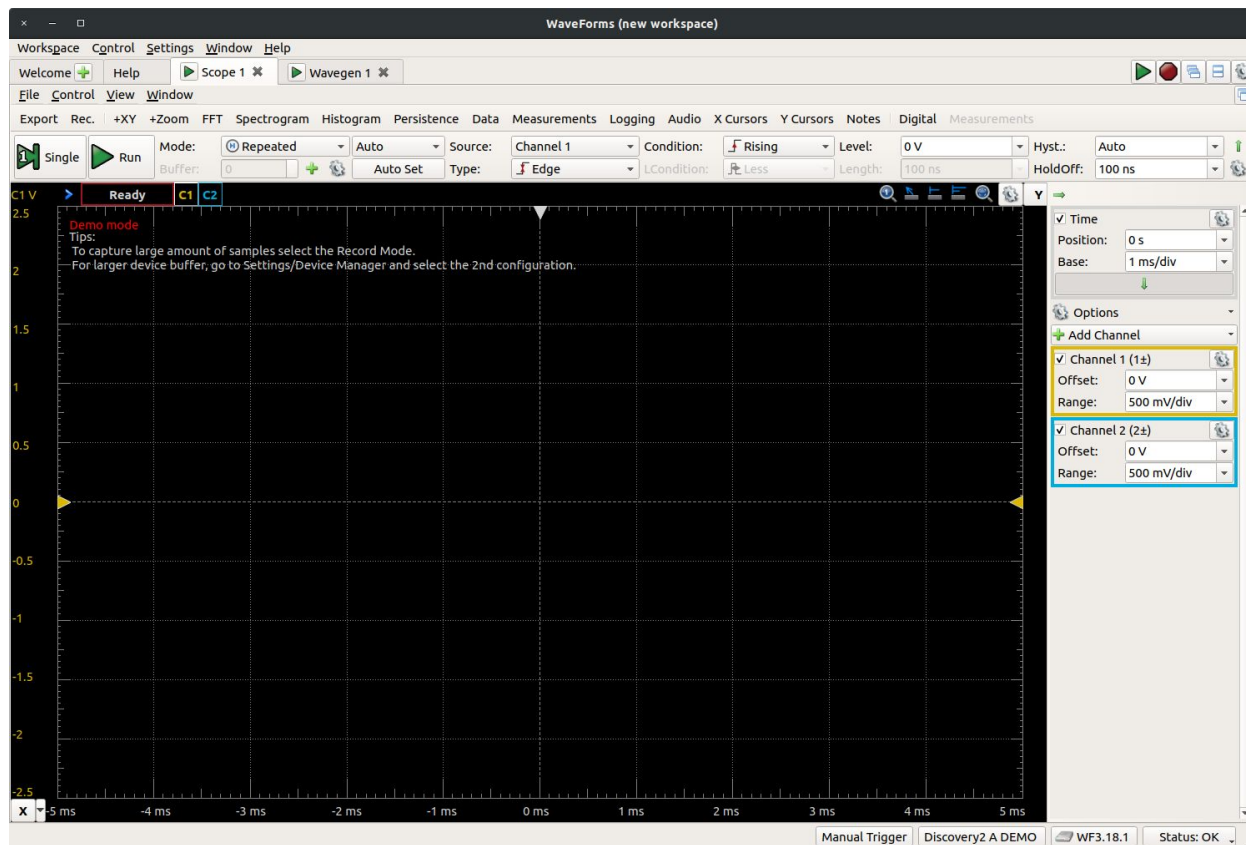 WaveForms (new workspace)
Workspace Control Settings Window Help
Welcome Help Scope 1 Wavegen 1
File Control View Window
Export Rec. +XY +Zoom FFT Spectrogram Histogram Persistence Data Measurements Logging Audio X Cursors Y Cursors Notes Digital Measurements
1 Single Run
Mode: Repeated Auto Source: Channel 1 Condition: Rising Level: 0 V Hyst.: Auto
Buffer: 0 Auto Set Type: Edge LCondition: Less Length: 100 ns HoldOff: 100 ns
C1 V Ready C1 C2 Y
Demo mode
Tips:
To capture large amount of samples select the Record Mode.
For larger device buffer, go to Settings/Device Manager and select the 2nd configuration.
2.5
2
1.5
1
0.5
0
-0.5
-1
-1.5
-2
-2.5
X -5 ms -4 ms -3 ms -2 ms -1 ms 0 ms 1 ms 2 ms 3 ms 4 ms 5 ms
Time
Position: 0 s
Base: 1 ms/div
Options
Add Channel
Channel 1 (1±)
Offset: 0 V
Range: 500 mV/div
Channel 2 (2±)
Offset: 0 V
Range: 500 mV/div
Manual Trigger Discovery2 A DEMO WF3.18.1 Status: OK